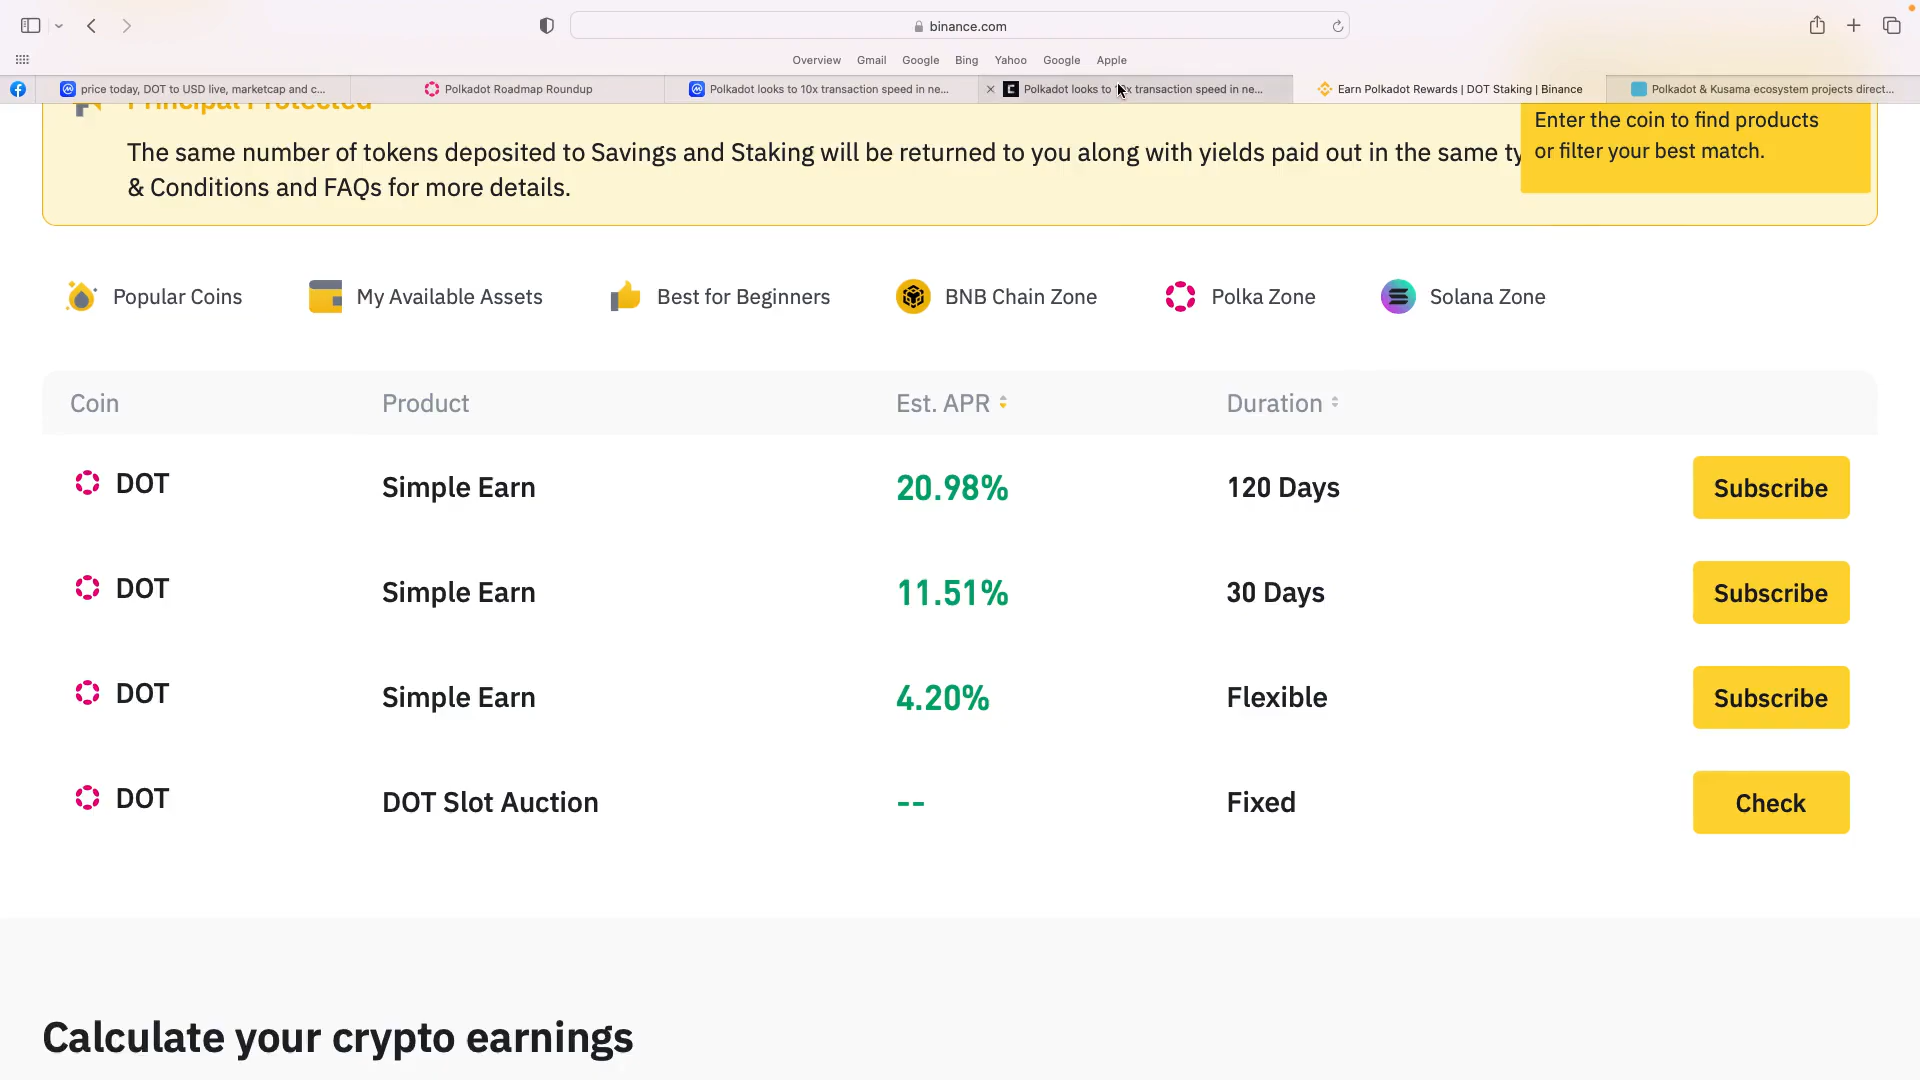 binance.com
Overview Gmail Google Bing Yahoo Google Apple
price today, DOT to USD live, marketcap and c...
Polkadot Roadmap Roundup
Polkadot looks to 10x transaction speed in ne...
Polkadot looks to x transaction speed in ne...
Earn Polkadot Rewards | DOT Staking | Binance
Polkadot & Kusama ecosystem projects direct...
Principal Protected
The same number of tokens deposited to Savings and Staking will be returned to you along with yields paid out in the same ty
& Conditions and FAQs for more details.
Enter the coin to find products
or filter your best match.
Popular Coins My Available Assets Best for Beginners BNB Chain Zone Polka Zone Solana Zone
Coin Product Est. APR Duration
DOT Simple Earn 20.98% 120 Days Subscribe
DOT Simple Earn 11.51% 30 Days Subscribe
DOT Simple Earn 4.20% Flexible Subscribe
DOT DOT Slot Auction -- Fixed Check
Calculate your crypto earnings